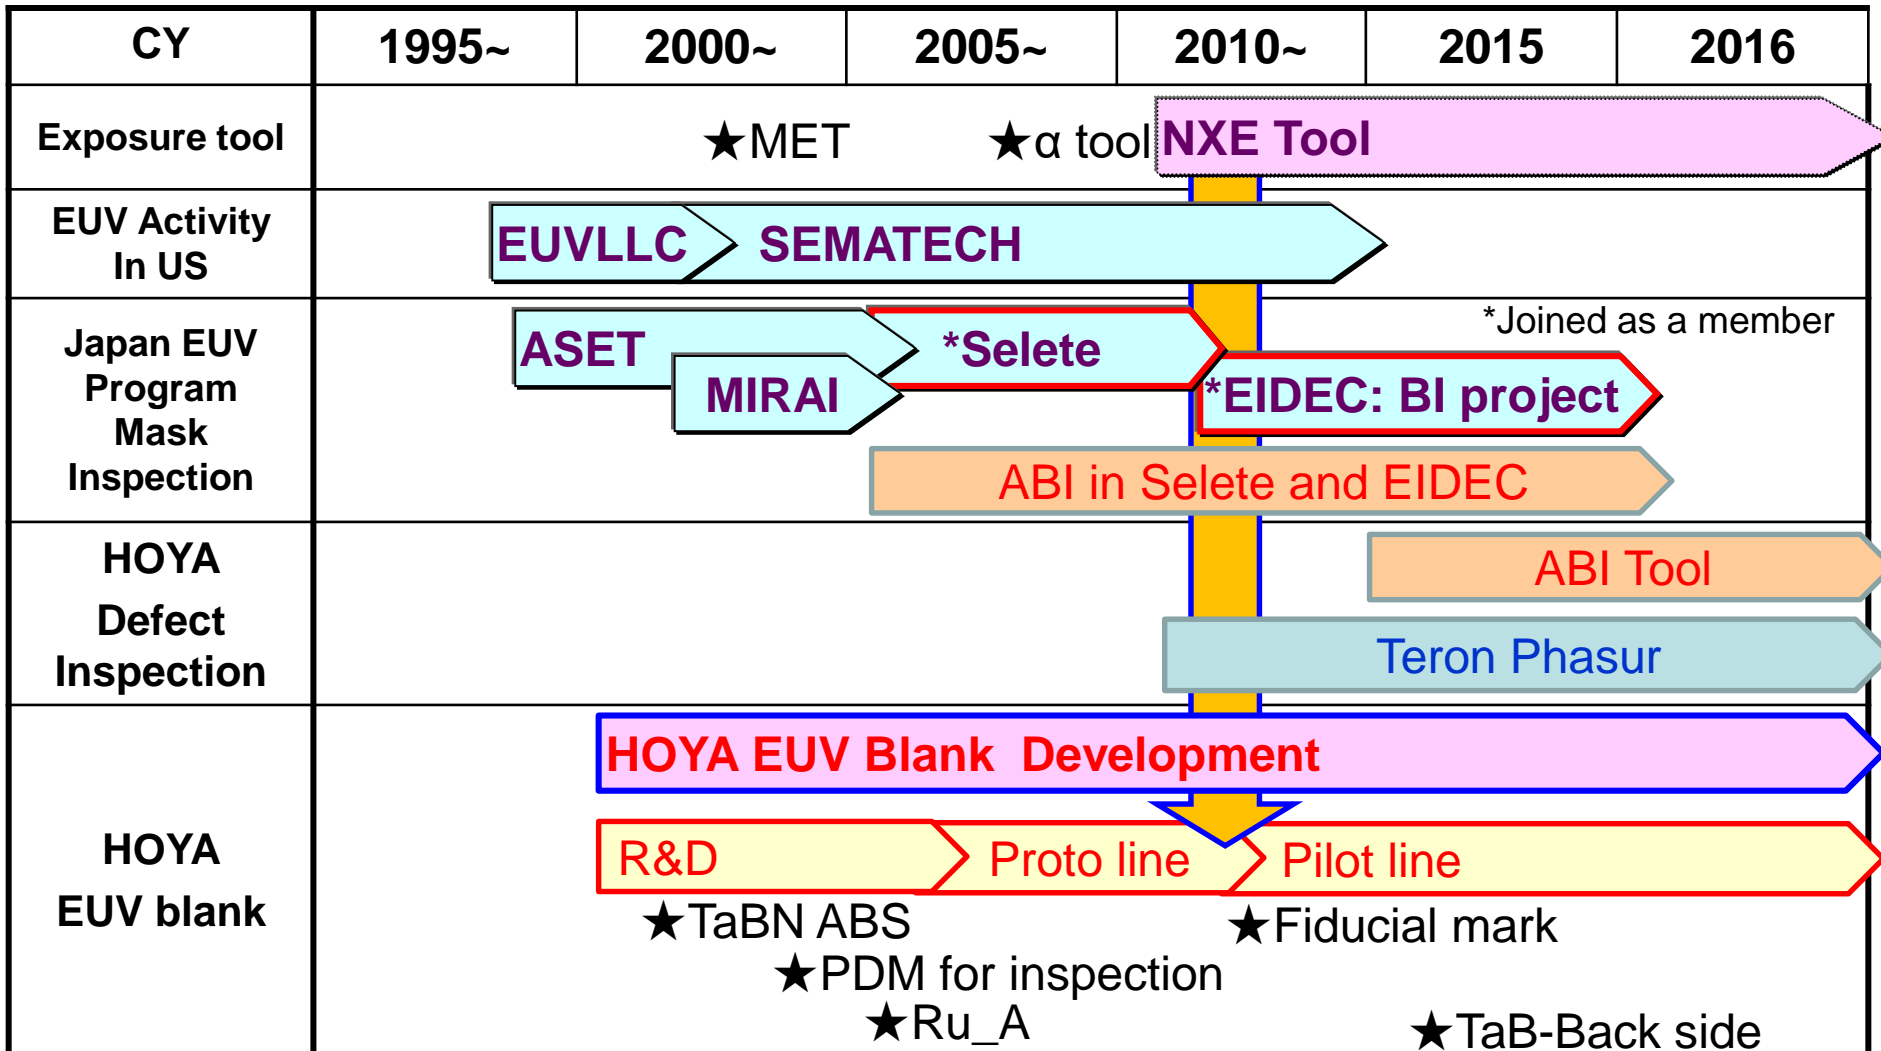 CY 1995~ 2000~ 2005~ 2010~ 2015 2016
Exposure tool
★MET ★α tool NXE Tool
EUV Activity
In US
EUVLLC SEMATECH
Japan EUV
Program
Mask
Inspection
*Joined as a member
ASET *Selete
MIRAI *EIDEC: BI project
ABI in Selete and EIDEC
HOYA
Defect
Inspection
ABI Tool
Teron Phasur
HOYA
EUV blank
HOYA EUV Blank Development
R&D Proto line Pilot line
★TaBN ABS ★Fiducial mark
★PDM for inspection
★Ru_A ★TaB-Back side